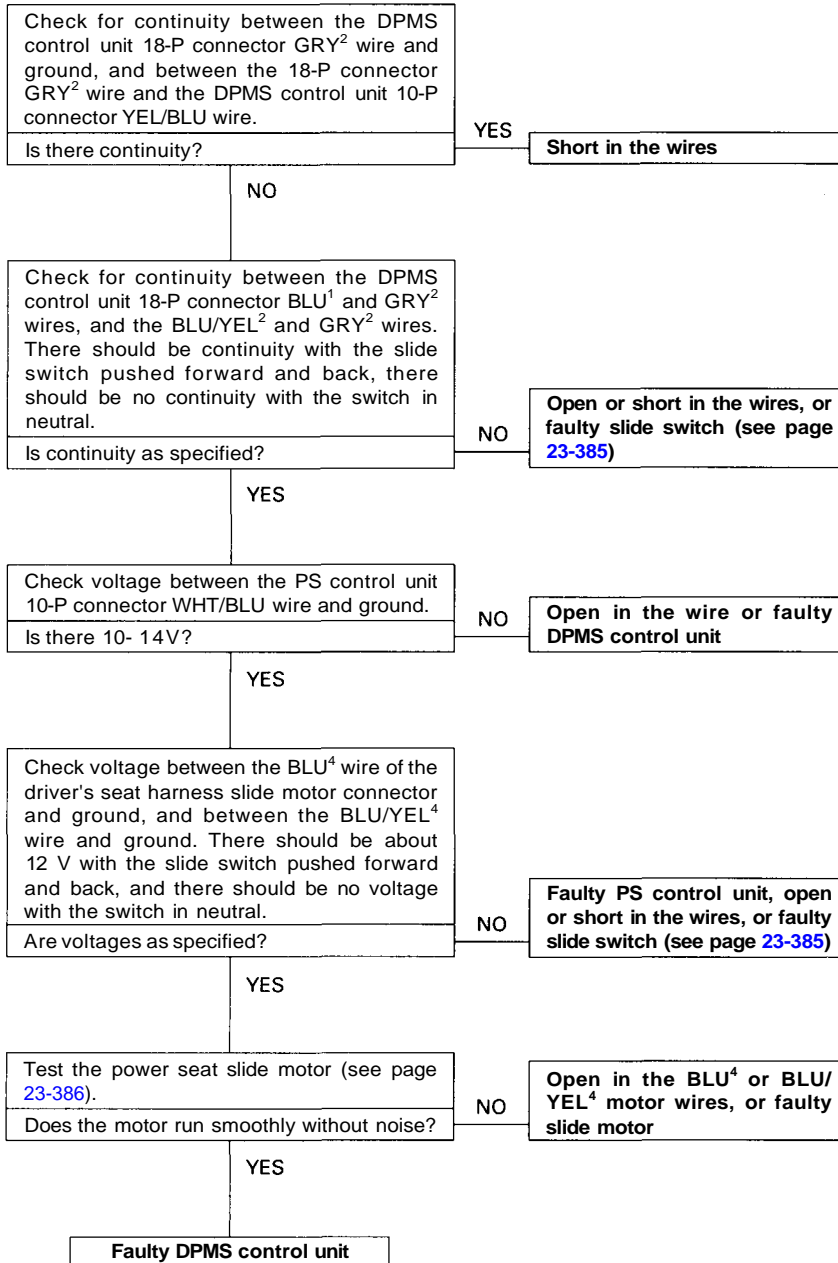 Check for continuity between the DPMS
control unit 18-P connector GRY² wire and
ground, and between the 18-P connector
GRY² wire and the DPMS control unit 10-P
connector YEL/BLU wire.
Is there continuity?
YES
Short in the wires
NO
Check for continuity between the DPMS
control unit 18-P connector BLU¹ and GRY²
wires, and the BLU/YEL² and GRY² wires.
There should be continuity with the slide
switch pushed forward and back, there
should be no continuity with the switch in
neutral.
Is continuity as specified?
NO
Open or short in the wires, or
faulty slide switch (see page
23-385)
YES
Check voltage between the PS control unit
10-P connector WHT/BLU wire and ground.
Is there 10- 14V?
NO
Open in the wire or faulty
DPMS control unit
YES
Check voltage between the BLU⁴ wire of the
driver's seat harness slide motor connector
and ground, and between the BLU/YEL⁴
wire and ground. There should be about
12 V with the slide switch pushed forward
and back, and there should be no voltage
with the switch in neutral.
Are voltages as specified?
NO
Faulty PS control unit, open
or short in the wires, or faulty
slide switch (see page 23-385)
YES
Test the power seat slide motor (see page
23-386).
Does the motor run smoothly without noise?
NO
Open in the BLU⁴ or BLU/
YEL⁴ motor wires, or faulty
slide motor
YES
Faulty DPMS control unit